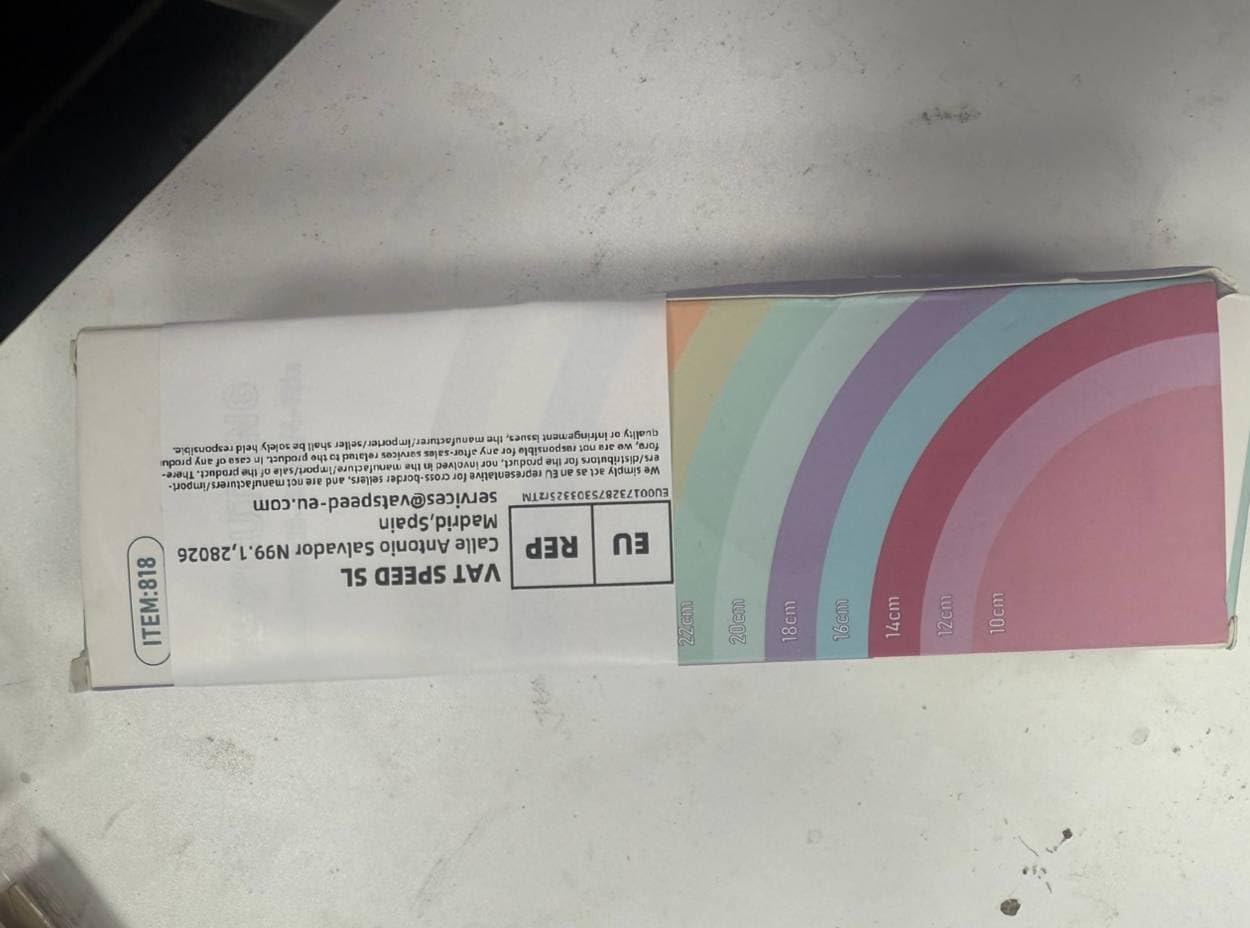 ITEM:818
EU REP
EU001732875303325rzTM
VAT SPEED SL
Calle Antonio Salvador N99.1,28026
Madrid,Spain
services@vatspeed-eu.com
We simply act as an EU representative for cross-border sellers, and are not manufacturers/import-
ers/distributors for the product, nor involved in the manufacture/import/sale of the product. There-
fore, we are not responsible for any after-sales services related to the product. In case of any produ
quality or infringement issues, the manufacturer/importer/seller shall be solely held responsible.
22cm
20cm
18cm
16cm
14cm
12cm
10cm